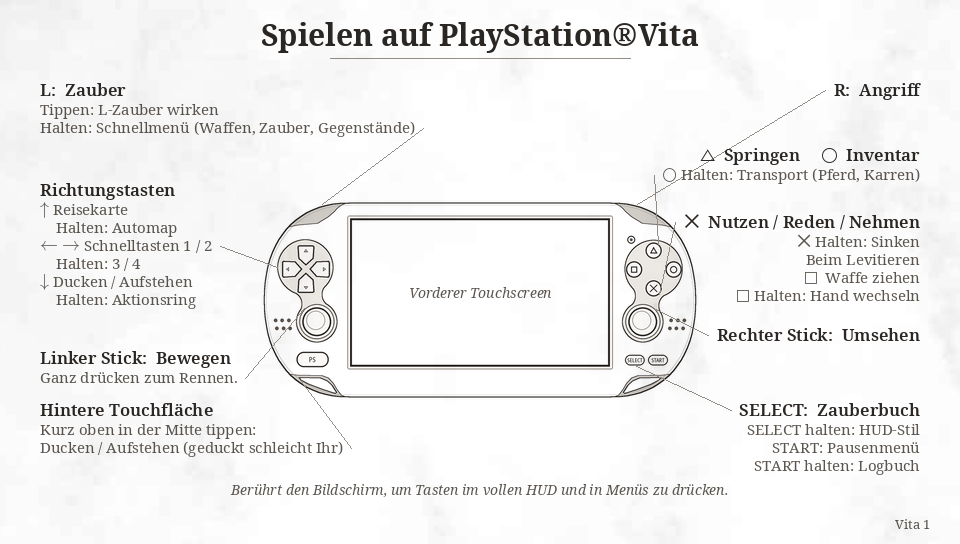 Spielen auf PlayStation®Vita
L: Zauber
Tippen: L-Zauber wirken
Halten: Schnellmenü (Waffen, Zauber, Gegenstände)
Richtungstasten
↑ Reisekarte
Halten: Automap
← → Schnelltasten 1 / 2
Halten: 3 / 4
↓ Ducken / Aufstehen
Halten: Aktionsring
Linker Stick: Bewegen
Ganz drücken zum Rennen.
Hintere Touchfläche
Kurz oben in der Mitte tippen:
Ducken / Aufstehen (geduckt schleicht Ihr)
Vorderer Touchscreen
PS
SELECT START
R: Angriff
△ Springen ○ Inventar
○ Halten: Transport (Pferd, Karren)
✕ Nutzen / Reden / Nehmen
✕ Halten: Sinken
Beim Levitieren
□ Waffe ziehen
□ Halten: Hand wechseln
Rechter Stick: Umsehen
SELECT: Zauberbuch
SELECT halten: HUD-Stil
START: Pausenmenü
START halten: Logbuch
Berührt den Bildschirm, um Tasten im vollen HUD und in Menüs zu drücken.
Vita 1